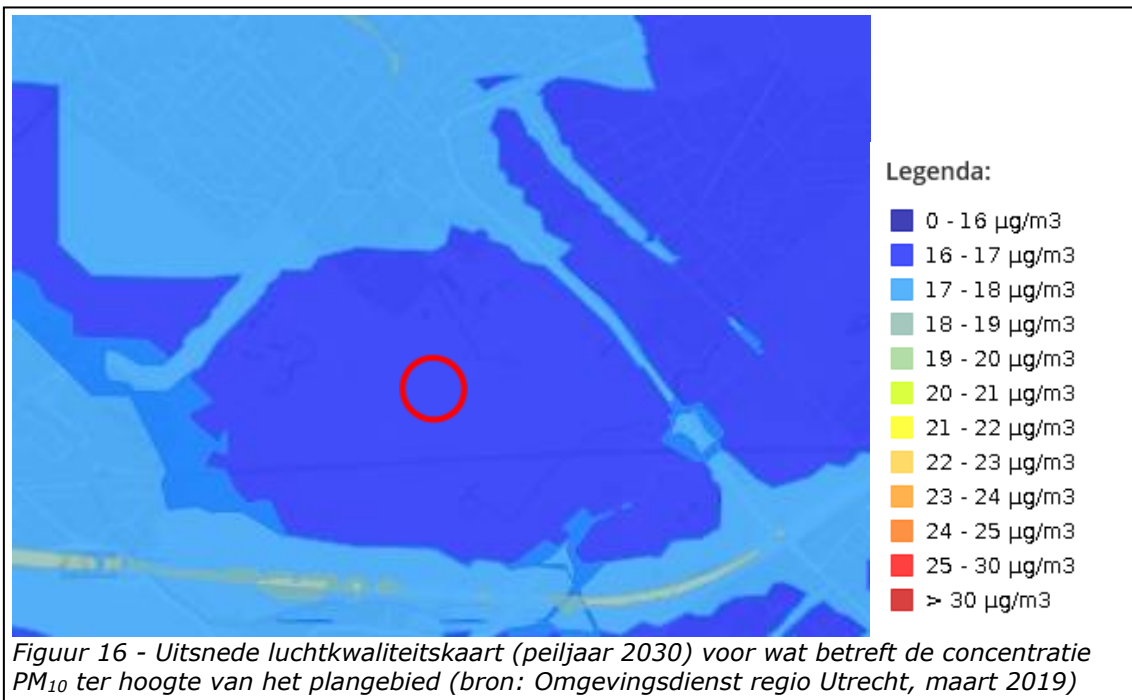 Legenda:
0 - 16 µg/m3
16 - 17 µg/m3
17 - 18 µg/m3
18 - 19 µg/m3
19 - 20 µg/m3
20 - 21 µg/m3
21 - 22 µg/m3
22 - 23 µg/m3
23 - 24 µg/m3
24 - 25 µg/m3
25 - 30 µg/m3
> 30 µg/m3
Figuur 16 - Uitsnede luchtkwaliteitskaart (peiljaar 2030) voor wat betreft de concentratie
PM₁₀ ter hoogte van het plangebied (bron: Omgevingsdienst regio Utrecht, maart 2019)